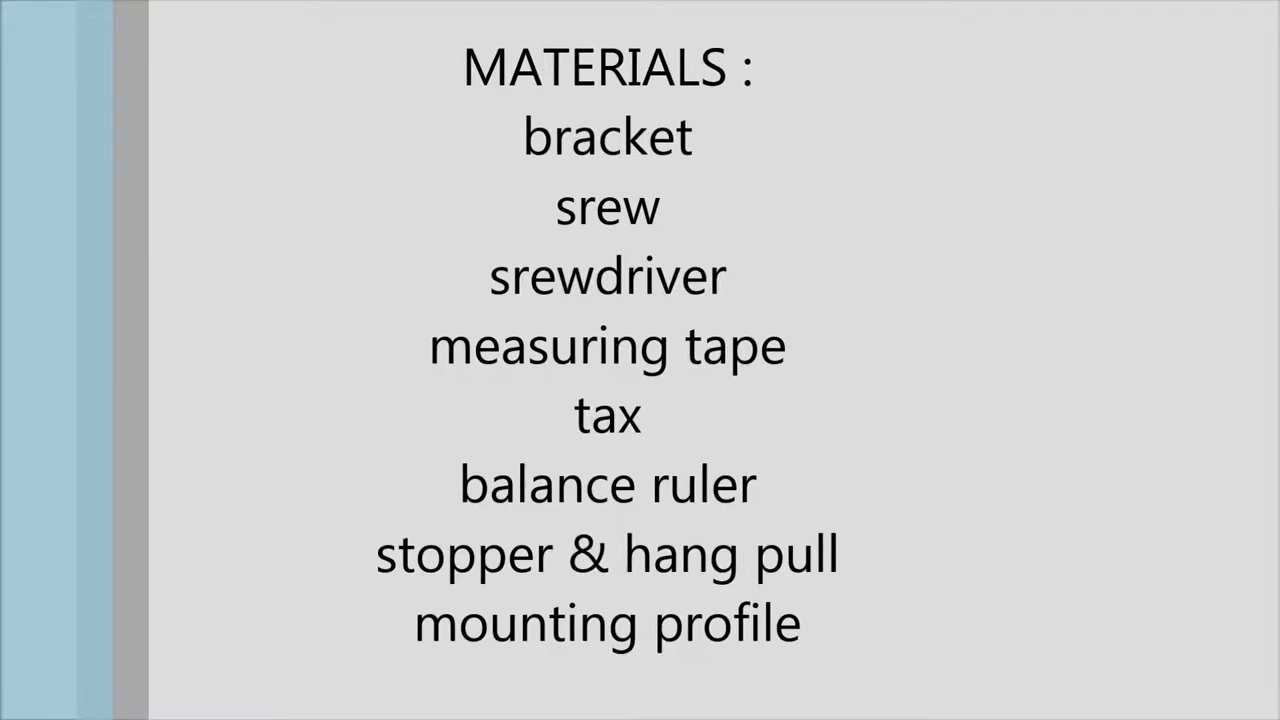 MATERIALS :
bracket
srew
srewdriver
measuring tape
tax
balance ruler
stopper & hang pull
mounting profile